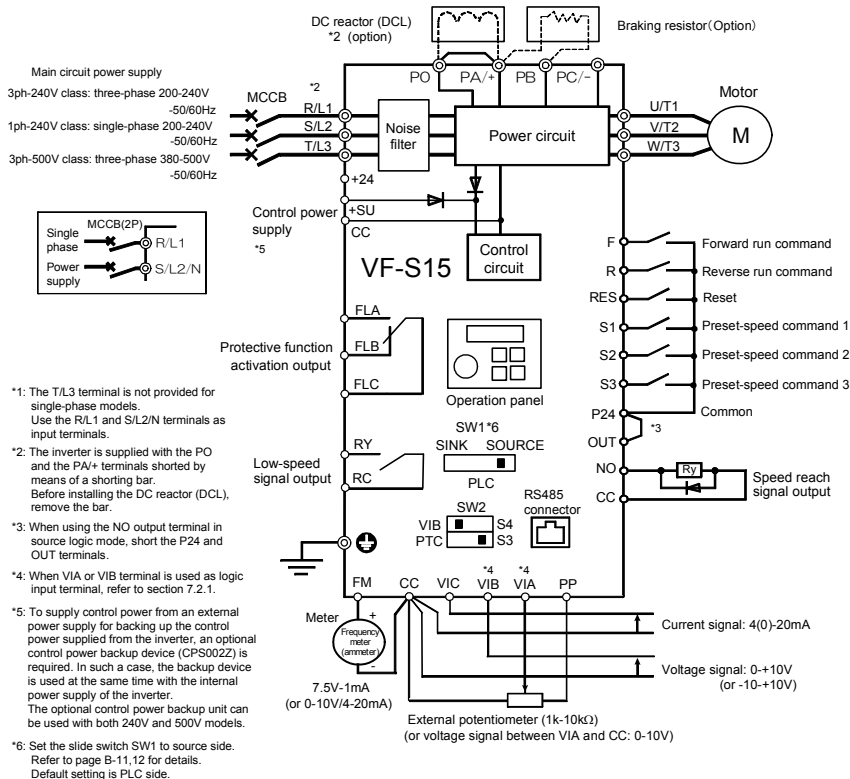 DC reactor (DCL)
*2 (option)
Braking resistor(Option)
PO PA/+ PB PC/-
Main circuit power supply
3ph-240V class: three-phase 200-240V
-50/60Hz
1ph-240V class: single-phase 200-240V
-50/60Hz
3ph-500V class: three-phase 380-500V
-50/60Hz
MCCB
*2
R/L1
S/L2
T/L3
Noise
filter
Power circuit
U/T1
V/T2
W/T3
Motor
M
+24
+SU
CC
Control power
supply
*5
Control
circuit
VF-S15
MCCB(2P)
Single
phase
R/L1
Power
supply
S/L2/N
FLA
FLB
FLC
Protective function
activation output
Operation panel
F Forward run command
R Reverse run command
RES Reset
S1 Preset-speed command 1
S2 Preset-speed command 2
S3 Preset-speed command 3
P24 Common
*3
OUT
NO Ry
CC
Speed reach
signal output
RY
RC
Low-speed
signal output
SW1*6
SINK SOURCE
PLC
SW2
VIB S4
PTC S3
RS485
connector
*4 *4
FM CC VIC VIB VIA PP
Meter
+
Frequency
meter
(ammeter)
-
7.5V-1mA
(or 0-10V/4-20mA)
Current signal: 4(0)-20mA
Voltage signal: 0-+10V
(or -10-+10V)
External potentiometer (1k-10kΩ)
(or voltage signal between VIA and CC: 0-10V)
*1: The T/L3 terminal is not provided for
single-phase models.
Use the R/L1 and S/L2/N terminals as
input terminals.
*2: The inverter is supplied with the PO
and the PA/+ terminals shorted by
means of a shorting bar.
Before installing the DC reactor (DCL),
remove the bar.
*3: When using the NO output terminal in
source logic mode, short the P24 and
OUT terminals.
*4: When VIA or VIB terminal is used as logic
input terminal, refer to section 7.2.1.
*5: To supply control power from an external
power supply for backing up the control
power supplied from the inverter, an optional
control power backup device (CPS002Z) is
required. In such a case, the backup device
is used at the same time with the internal
power supply of the inverter.
The optional control power backup unit can
be used with both 240V and 500V models.
*6: Set the slide switch SW1 to source side.
Refer to page B-11,12 for details.
Default setting is PLC side.